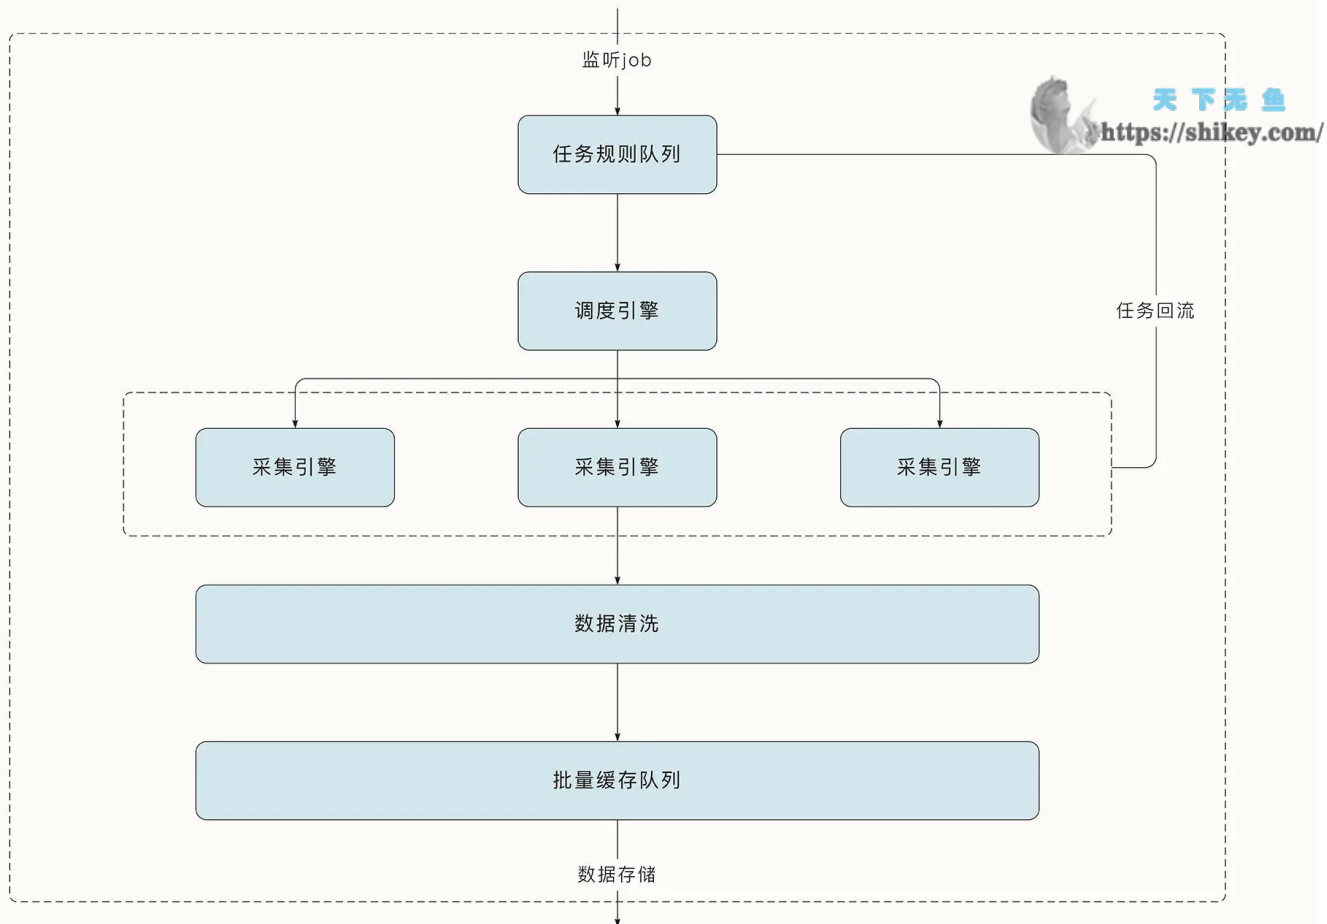 监听job
天下无鱼
https://shikey.com/
任务规则队列
调度引擎
任务回流
采集引擎
采集引擎
采集引擎
数据清洗
批量缓存队列
数据存储